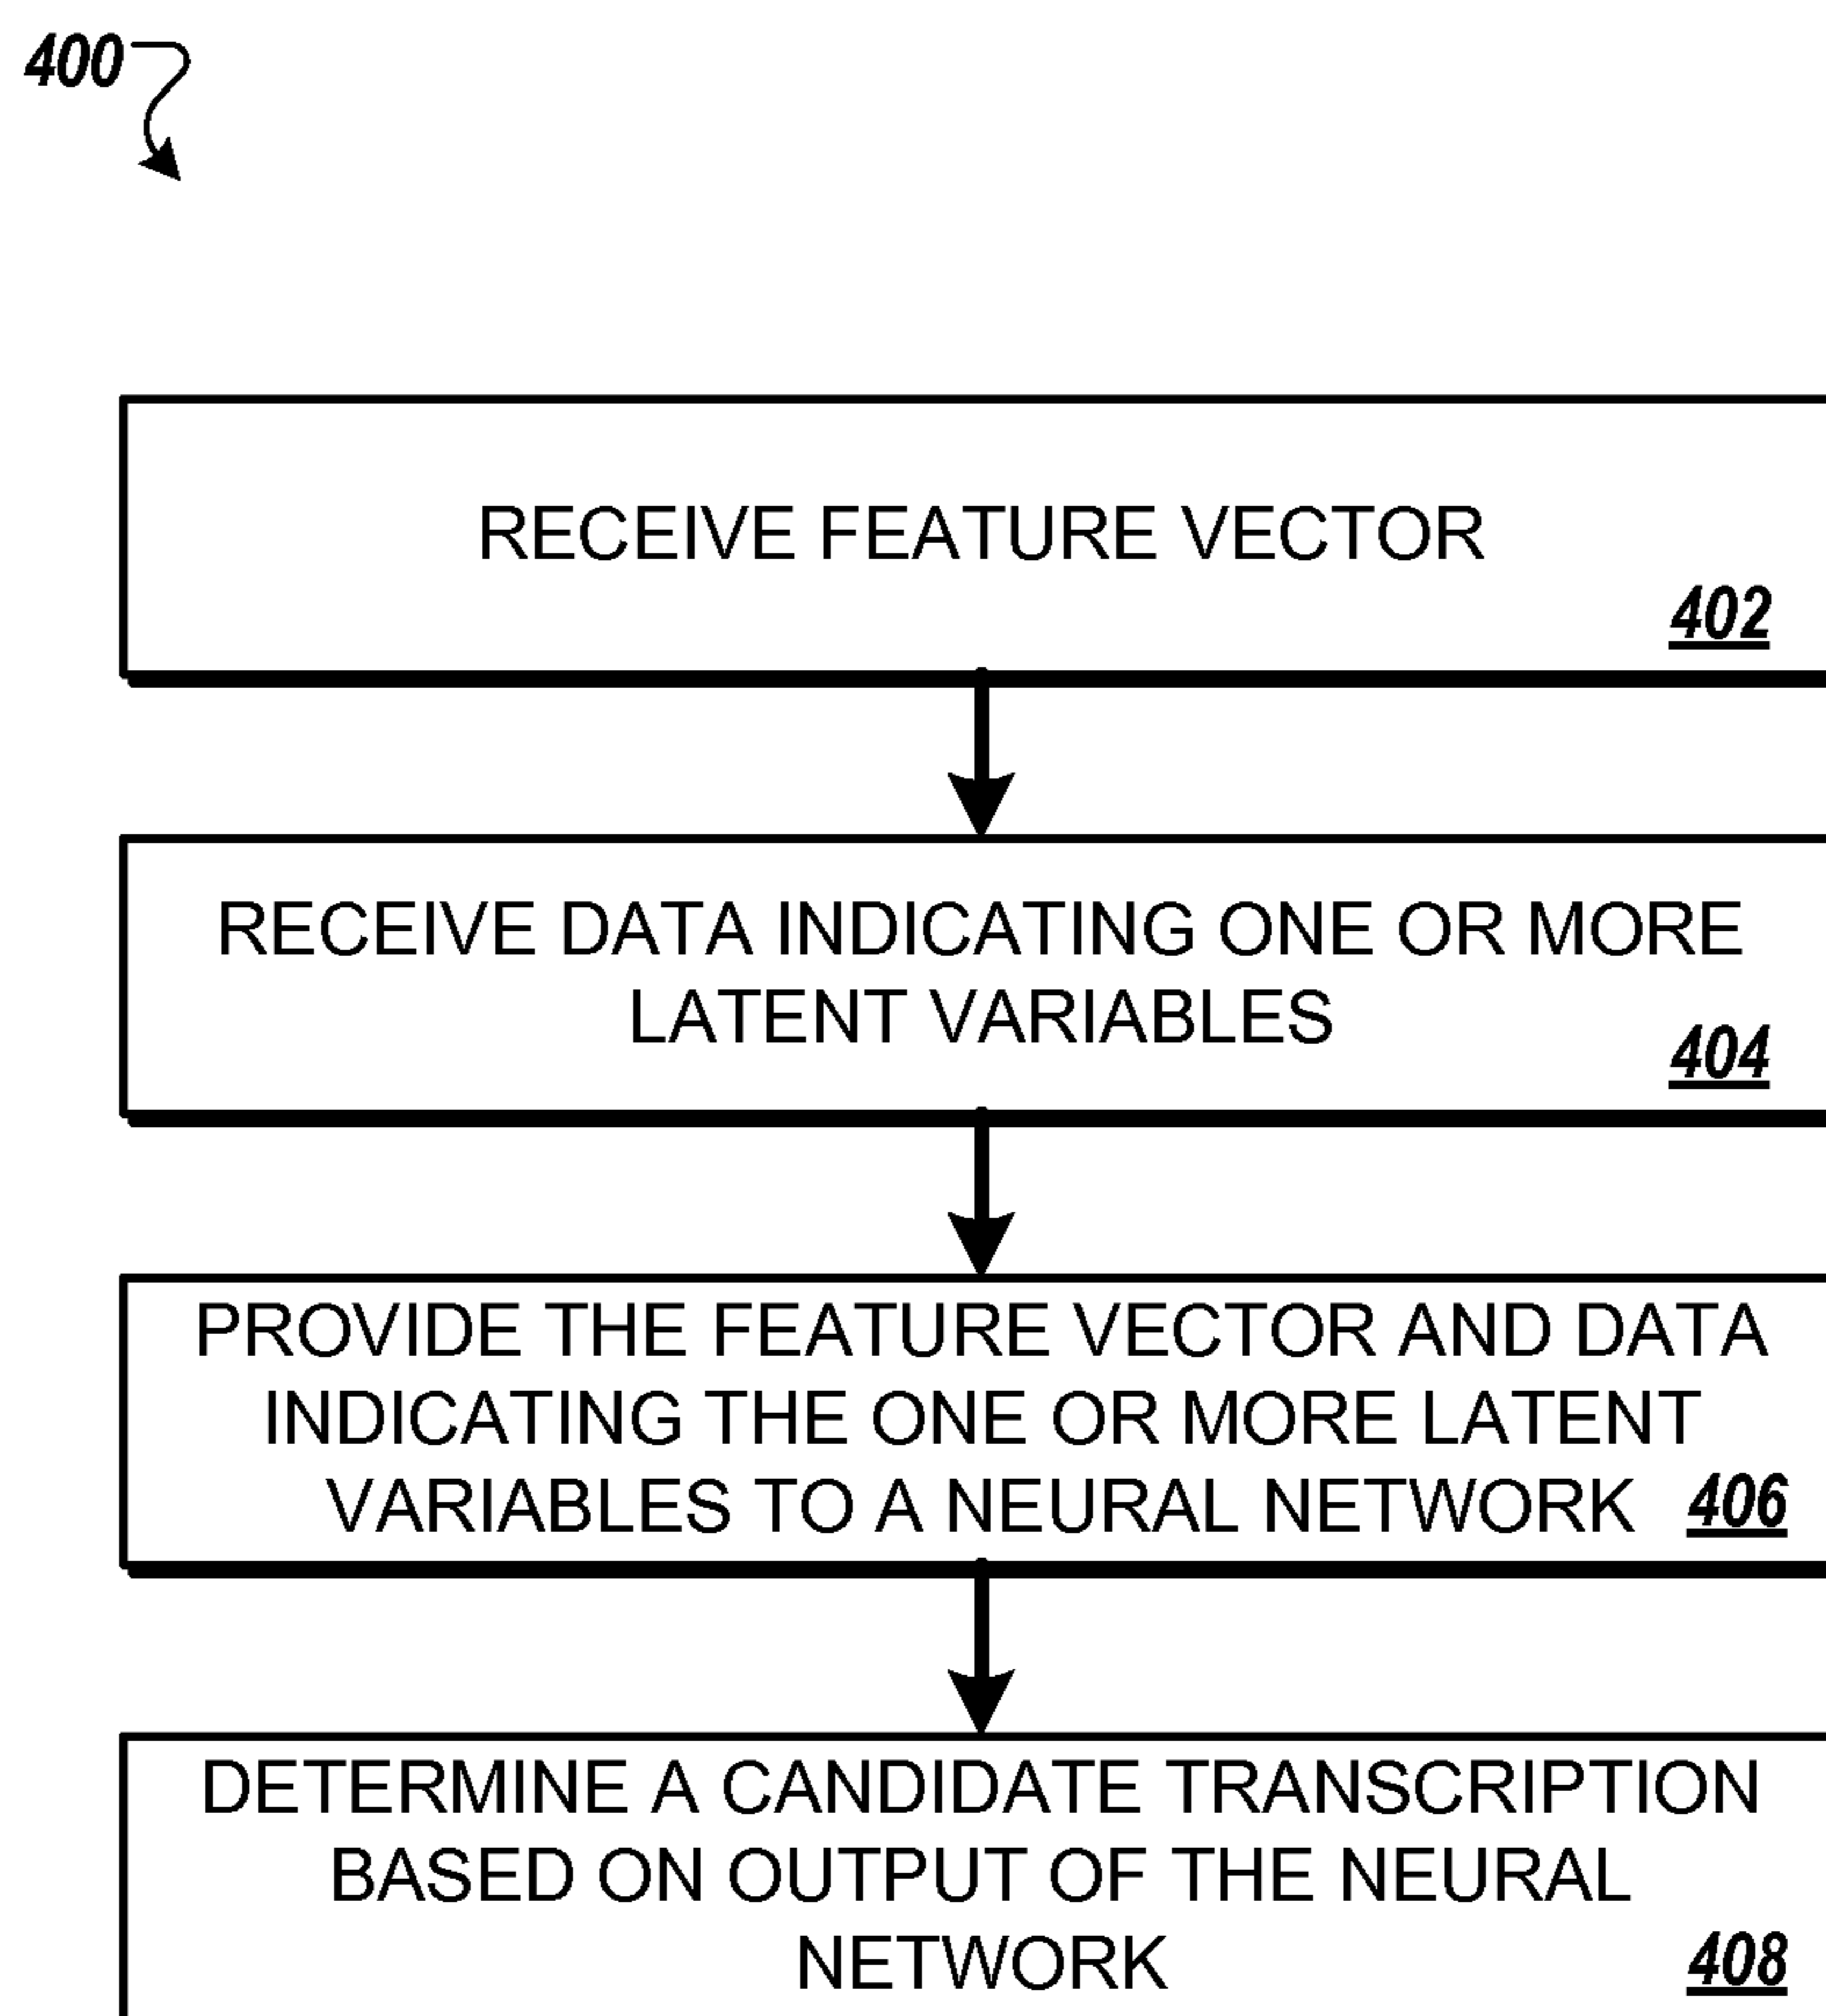 400
RECEIVE FEATURE VECTOR
402
RECEIVE DATA INDICATING ONE OR MORE
LATENT VARIABLES
404
PROVIDE THE FEATURE VECTOR AND DATA
INDICATING THE ONE OR MORE LATENT
VARIABLES TO A NEURAL NETWORK 406
DETERMINE A CANDIDATE TRANSCRIPTION
BASED ON OUTPUT OF THE NEURAL
NETWORK 408